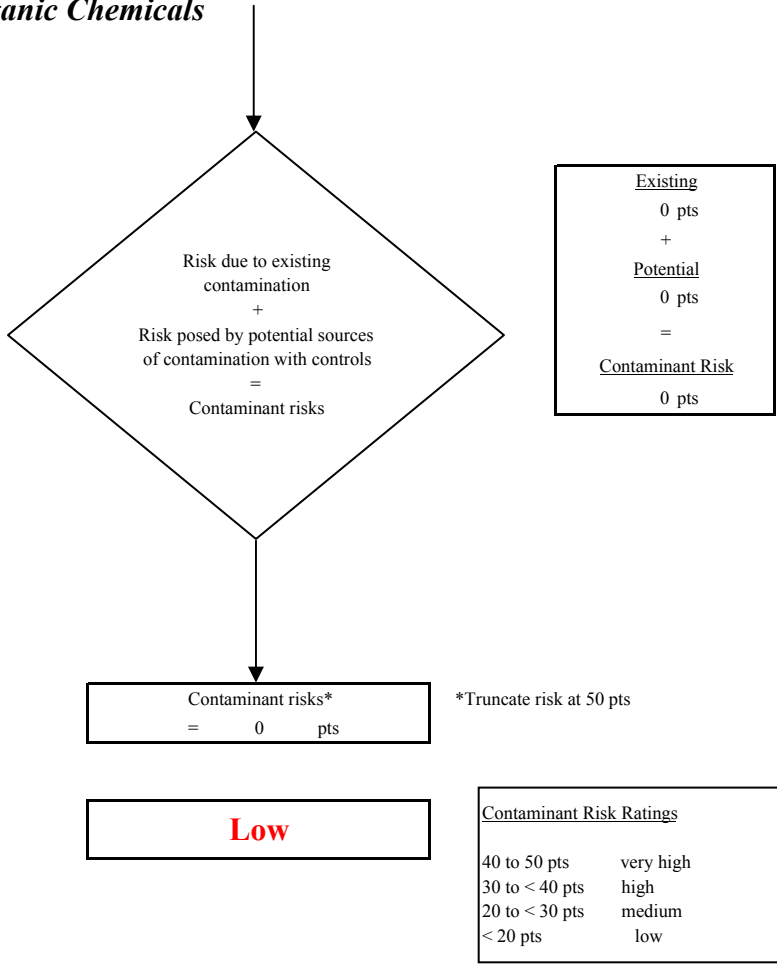 anic Chemicals
Existing
0 pts
+
Potential
0 pts
=
Contaminant Risk
0 pts
Risk due to existing
contamination
+
Risk posed by potential sources
of contamination with controls
=
Contaminant risks
Contaminant risks*
= 0 pts
*Truncate risk at 50 pts
Low
Contaminant Risk Ratings
40 to 50 pts very high
30 to < 40 pts high
20 to < 30 pts medium
< 20 pts low